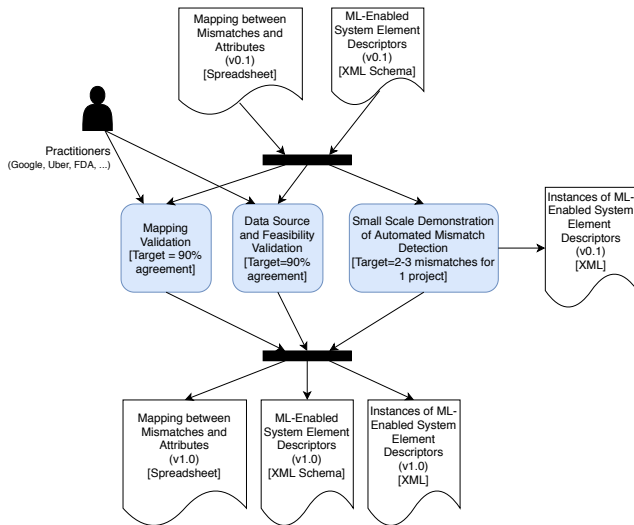 Mapping between
Mismatches and
Attributes
(v0.1)
[Spreadsheet]
ML-Enabled
System Element
Descriptors
(v0.1)
[XML Schema]
Practitioners
(Google, Uber, FDA, ...)
Mapping
Validation
[Target = 90%
agreement]
Data Source
and Feasibility
Validation
[Target=90%
agreement]
Small Scale Demonstration
of Automated Mismatch
Detection
[Target=2-3 mismatches for
1 project]
Instances of ML-
Enabled System
Element
Descriptors
(v0.1)
[XML]
Mapping between
Mismatches and
Attributes
(v1.0)
[Spreadsheet]
ML-Enabled
System Element
Descriptors
(v1.0)
[XML Schema]
Instances of ML-
Enabled System
Element
Descriptors
(v1.0)
[XML]